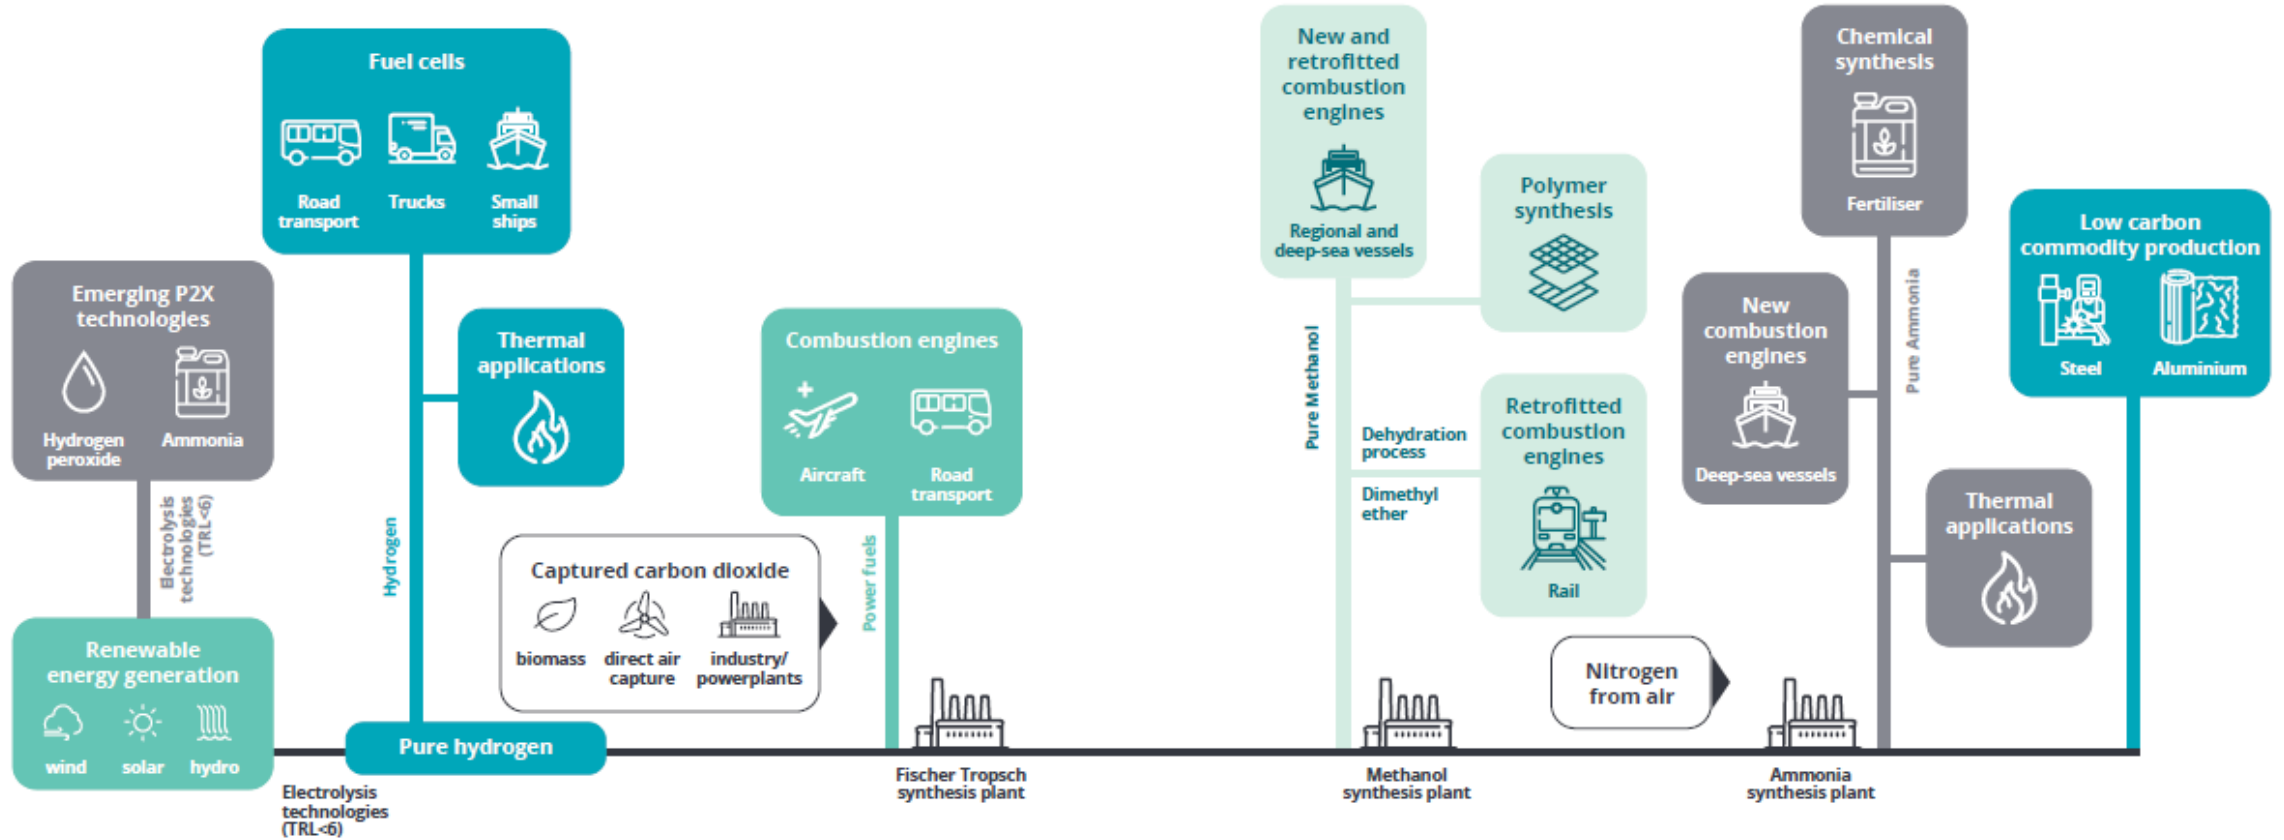 Fuel cells
Road
transport
Trucks
Small
ships
Emerging P2X
technologies
Hydrogen
peroxide
Ammonia
Electrolysis
technologies
(TRL<6)
Renewable
energy generation
wind
solar
hydro
Electrolysis
technologies
(TRL<6)
Pure hydrogen
Hydrogen
Thermal
applications
Captured carbon dioxide
biomass
direct air
capture
industry/
powerplants
Combustion engines
Aircraft
Road
transport
Power fuels
Fischer Tropsch
synthesis plant
New and
retrofitted
combustion
engines
Regional and
deep-sea vessels
Polymer
synthesis
Pure Methanol
Dehydration
process
Dimethyl
ether
Retrofitted
combustion
engines
Rail
Methanol
synthesis plant
Nitrogen
from air
Chemical
synthesis
Fertiliser
New
combustion
engines
Deep-sea vessels
Pure Ammonia
Thermal
applications
Ammonia
synthesis plant
Low carbon
commodity production
Steel
Aluminium